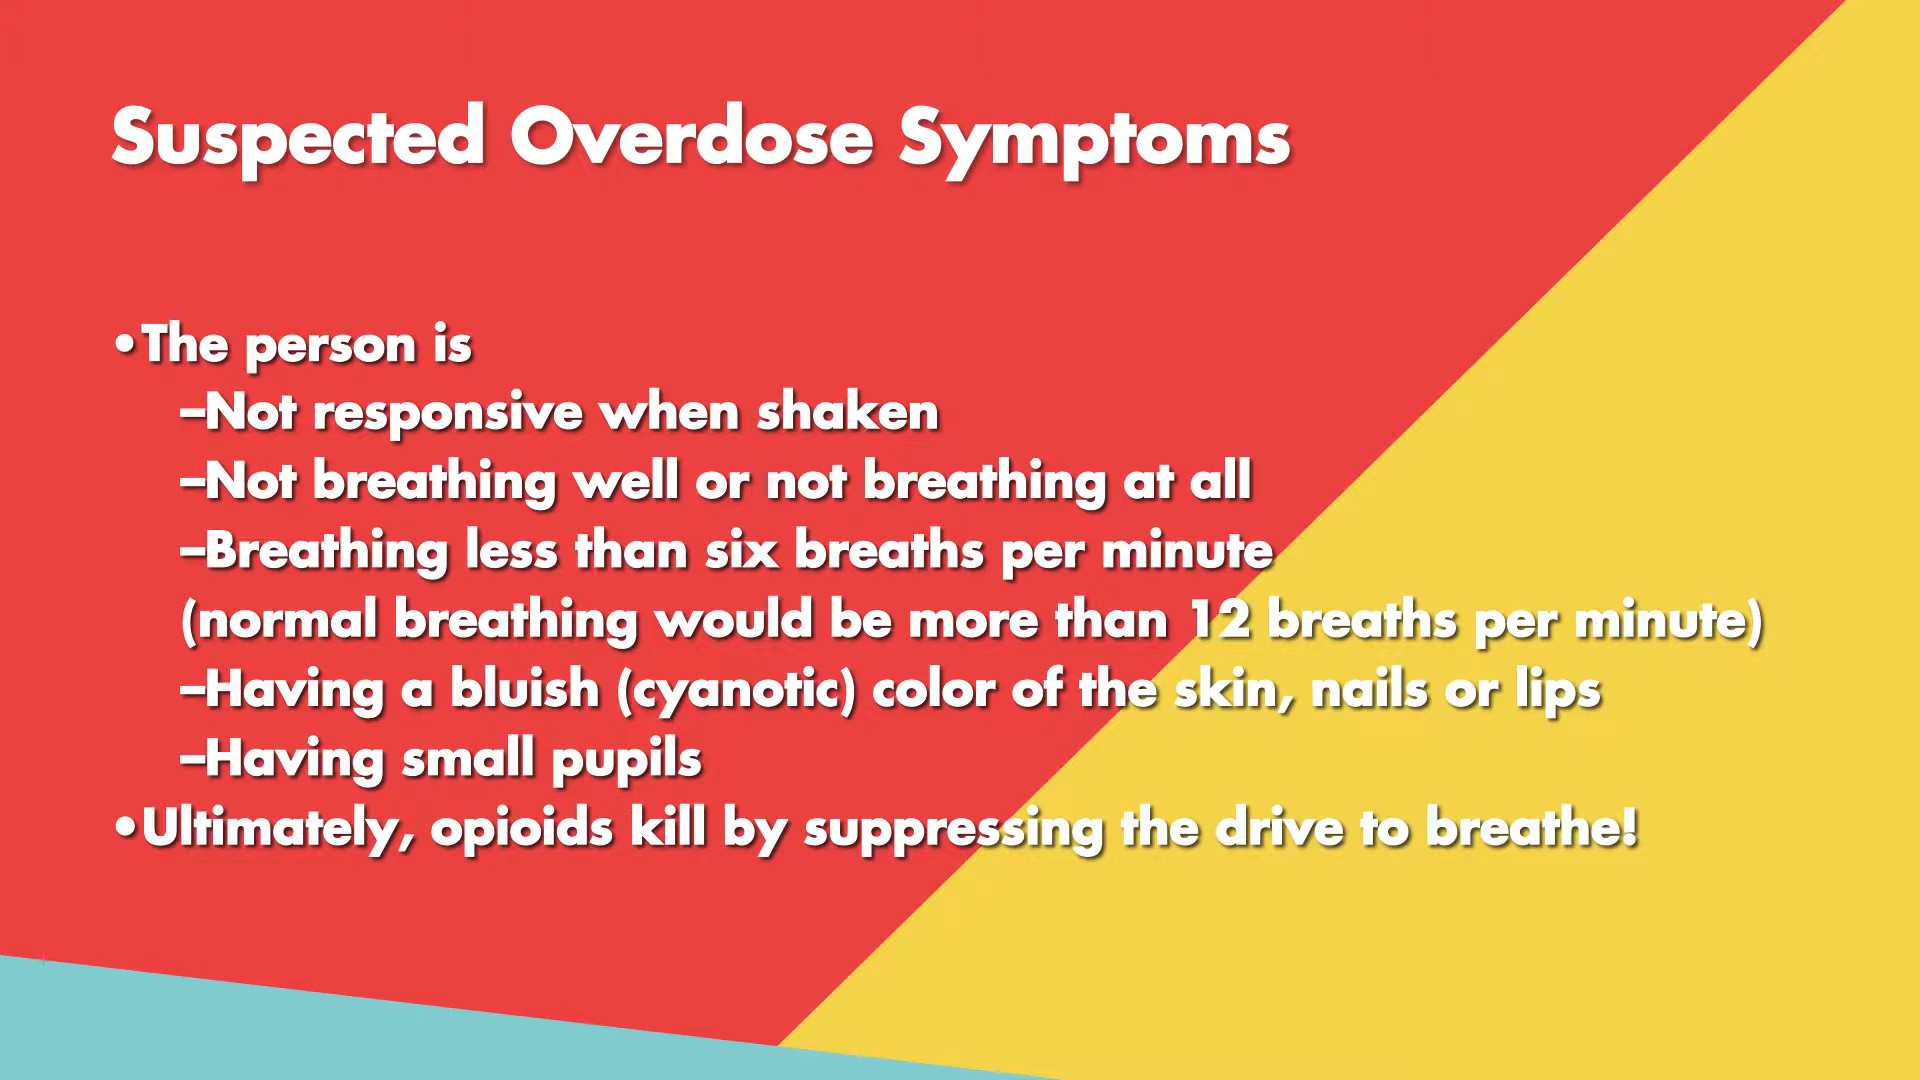 Suspected Overdose Symptoms
•The person is
–Not responsive when shaken
–Not breathing well or not breathing at all
–Breathing less than six breaths per minute
(normal breathing would be more than 12 breaths per minute)
–Having a bluish (cyanotic) color of the skin, nails or lips
–Having small pupils
•Ultimately, opioids kill by suppressing the drive to breathe!